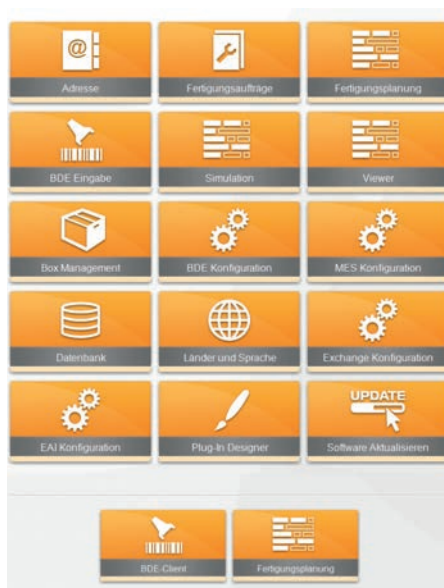 @
Adresse
Fertigungsaufträge
Fertigungsplanung
BDE Eingabe
Simulation
Viewer
Box Management
BDE Konfiguration
MES Konfiguration
Datenbank
Länder und Sprache
Exchange Konfiguration
UPDATE
EAI Konfiguration
Plug-In Designer
Software Aktualisieren
BDE-Client
Fertigungsplanung